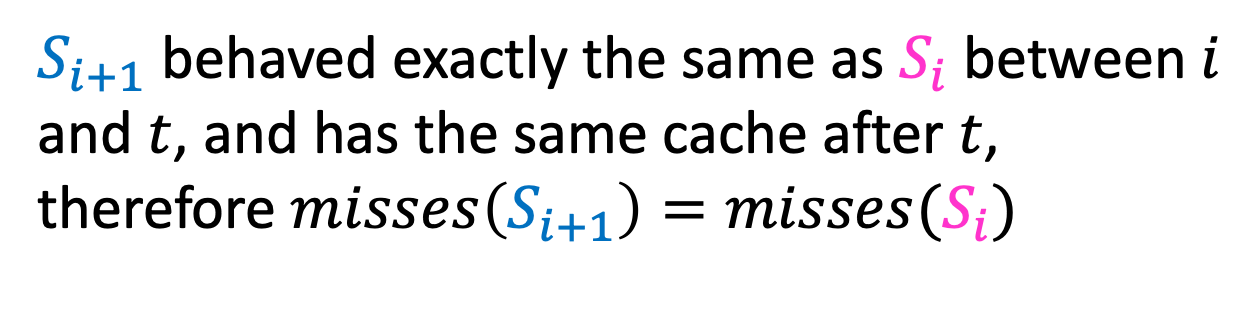 S_{i+1} behaved exactly the same as S_i between i
and t, and has the same cache after t,
therefore misses(S_{i+1}) = misses(S_i)